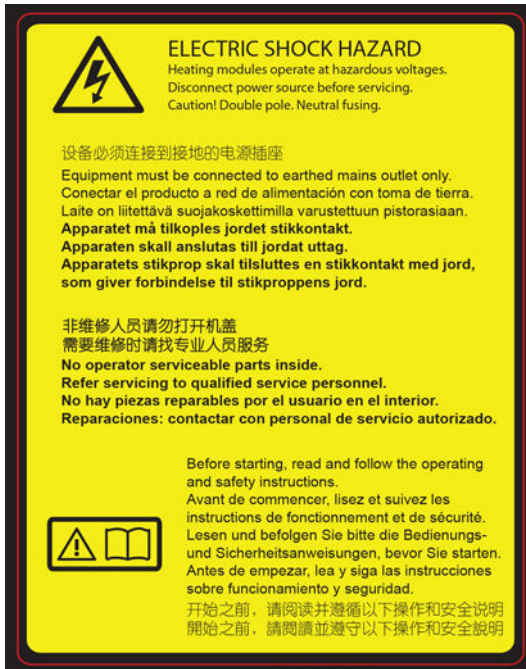 ELECTRIC SHOCK HAZARD
Heating modules operate at hazardous voltages.
Disconnect power source before servicing.
Caution! Double pole. Neutral fusing.
设备必须连接到接地的电源插座
Equipment must be connected to earthed mains outlet only.
Conectar el producto a red de alimentación con toma de tierra.
Laite on liitettävä suojakoskettimilla varustettuun pistorasiaan.
Apparatet må tilkoples jordet stikkontakt.
Apparaten skall anslutas till jordat uttag.
Apparatets stikprop skal tilsluttes en stikkontakt med jord,
som giver forbindelse til stikproppens jord.
非维修人员请勿打开机盖
需要维修时请找专业人员服务
No operator serviceable parts inside.
Refer servicing to qualified service personnel.
No hay piezas reparables por el usuario en el interior.
Reparaciones: contactar con personal de servicio autorizado.
Before starting, read and follow the operating
and safety instructions.
Avant de commencer, lisez et suivez les
instructions de fonctionnement et de sécurité.
Lesen und befolgen Sie bitte die Bedienungs-
und Sicherheitsanweisungen, bevor Sie starten.
Antes de empezar, lea y siga las instrucciones
sobre funcionamiento y seguridad.
开始之前，请阅读并遵循以下操作和安全说明
開始之前，請閱讀並遵守以下操作和安全說明